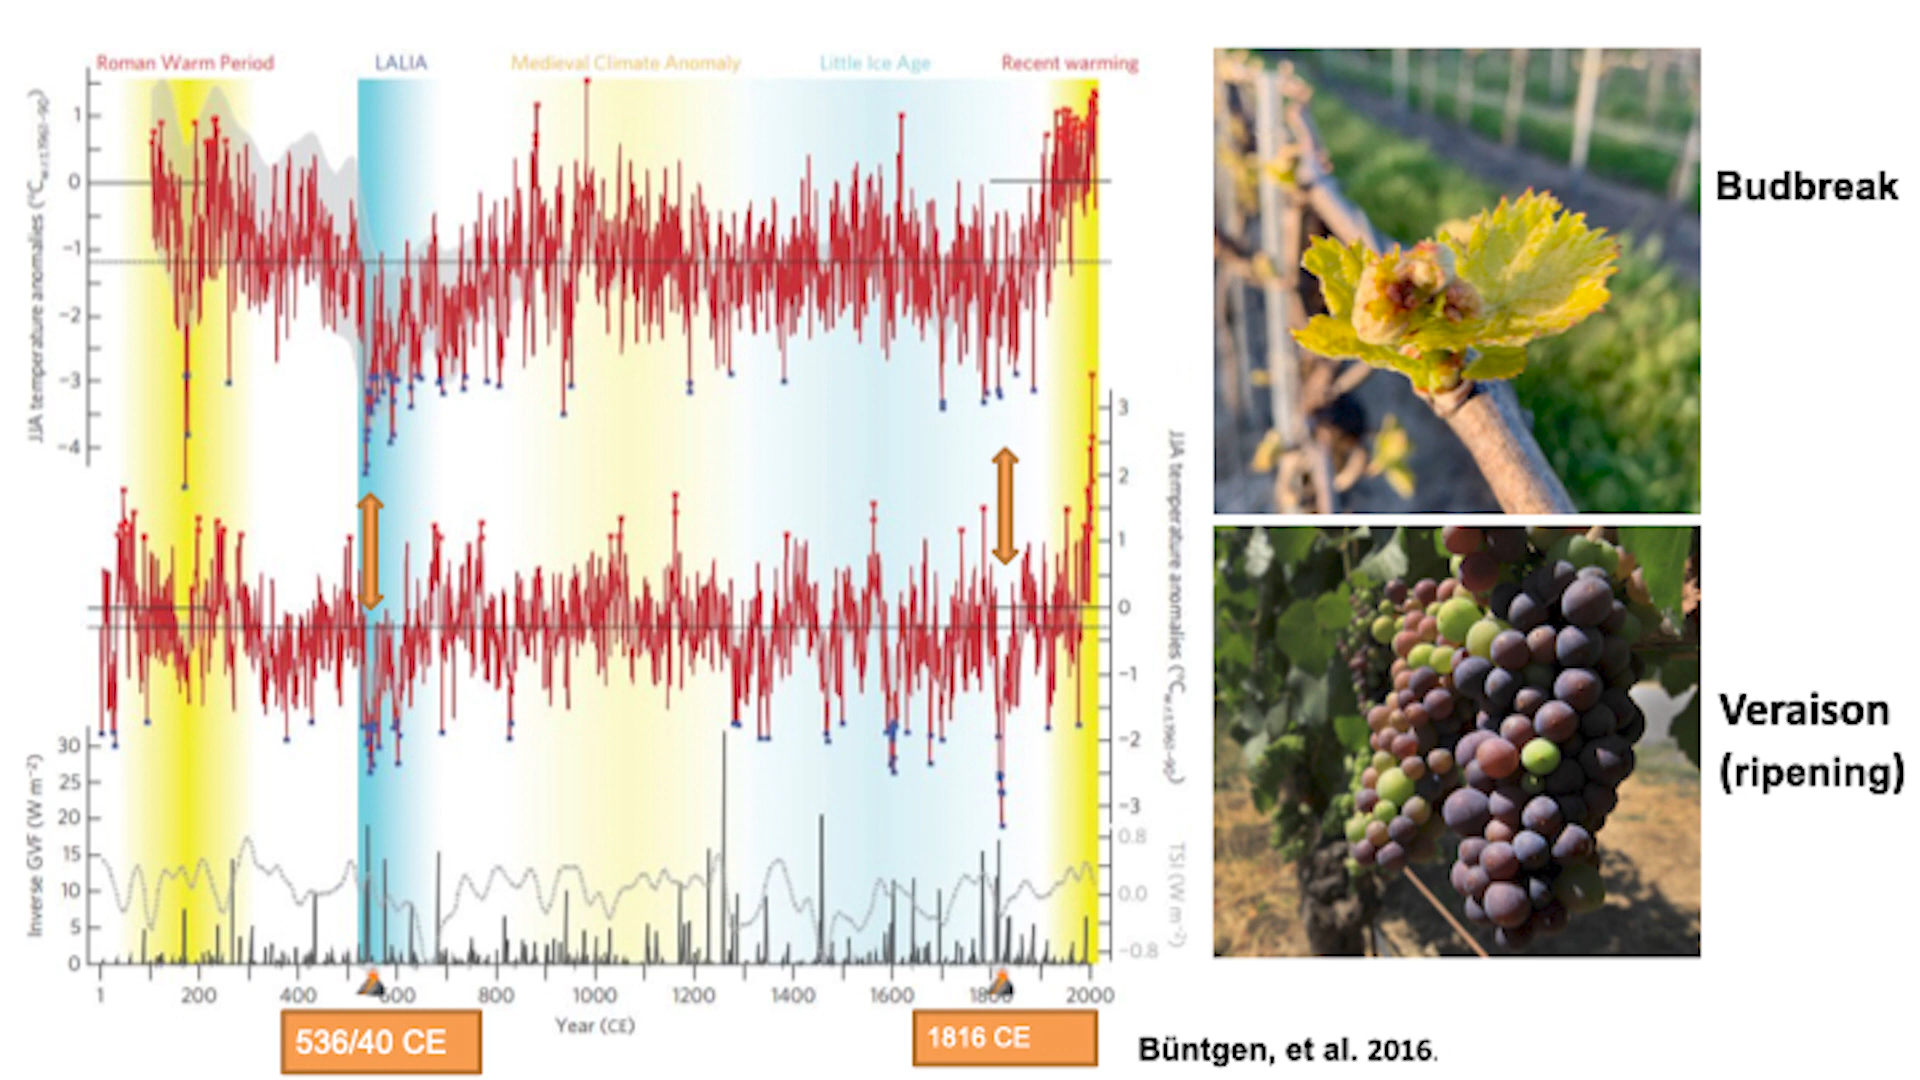 Roman Warm Period LALIA Medieval Climate Anomaly Little Ice Age Recent warming
JJA temperature anomalies (°C w.r.t. 1961–90)
1
0
−1
−2
−3
−4
3
2
1
0
−1
−2
−3
JJA temperature anomalies (°C w.r.t. 1961–90)
Inverse GVF (W m−2)
30
25
20
15
10
5
0
0.8
0.0
−0.8
TSI (W m−2)
1 200 400 600 800 1000 1200 1400 1600 1800 2000
Year (CE)
536/40 CE
1816 CE
Büntgen, et al. 2016.
Budbreak
Veraison
(ripening)